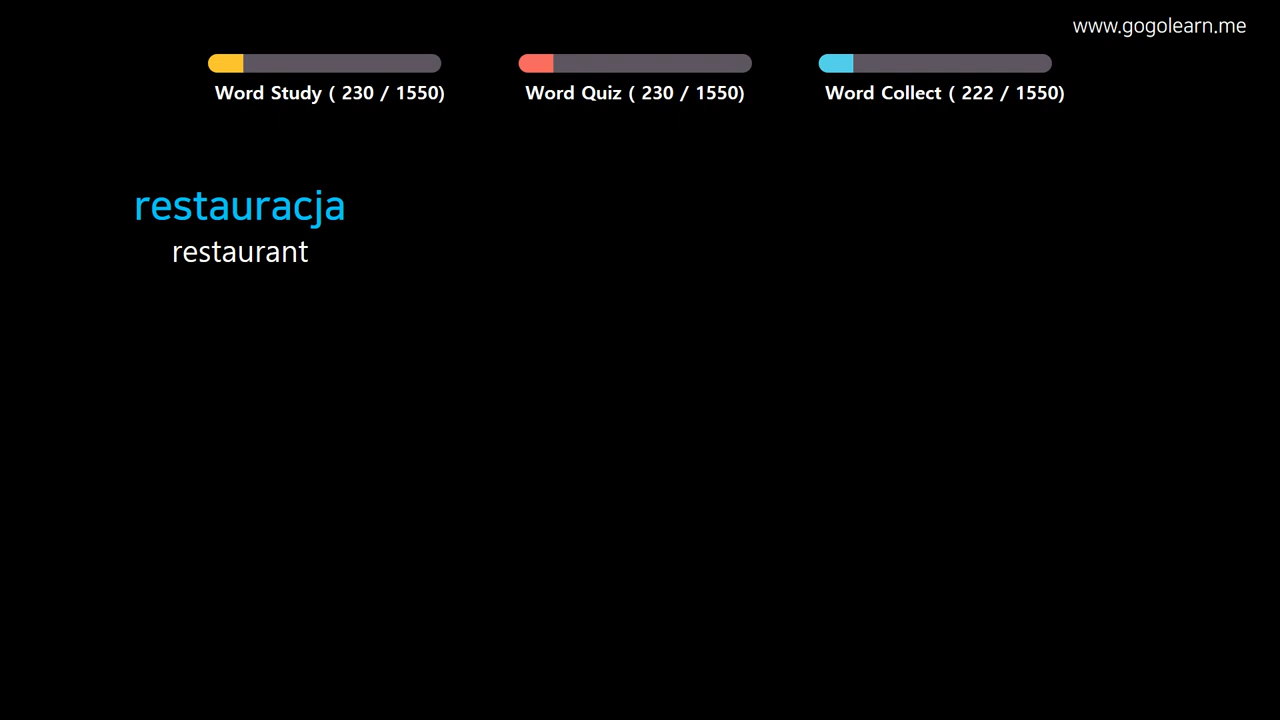 www.gogolearn.me
Word Study ( 230 / 1550)
Word Quiz ( 230 / 1550)
Word Collect ( 222 / 1550)
restauracja
restaurant